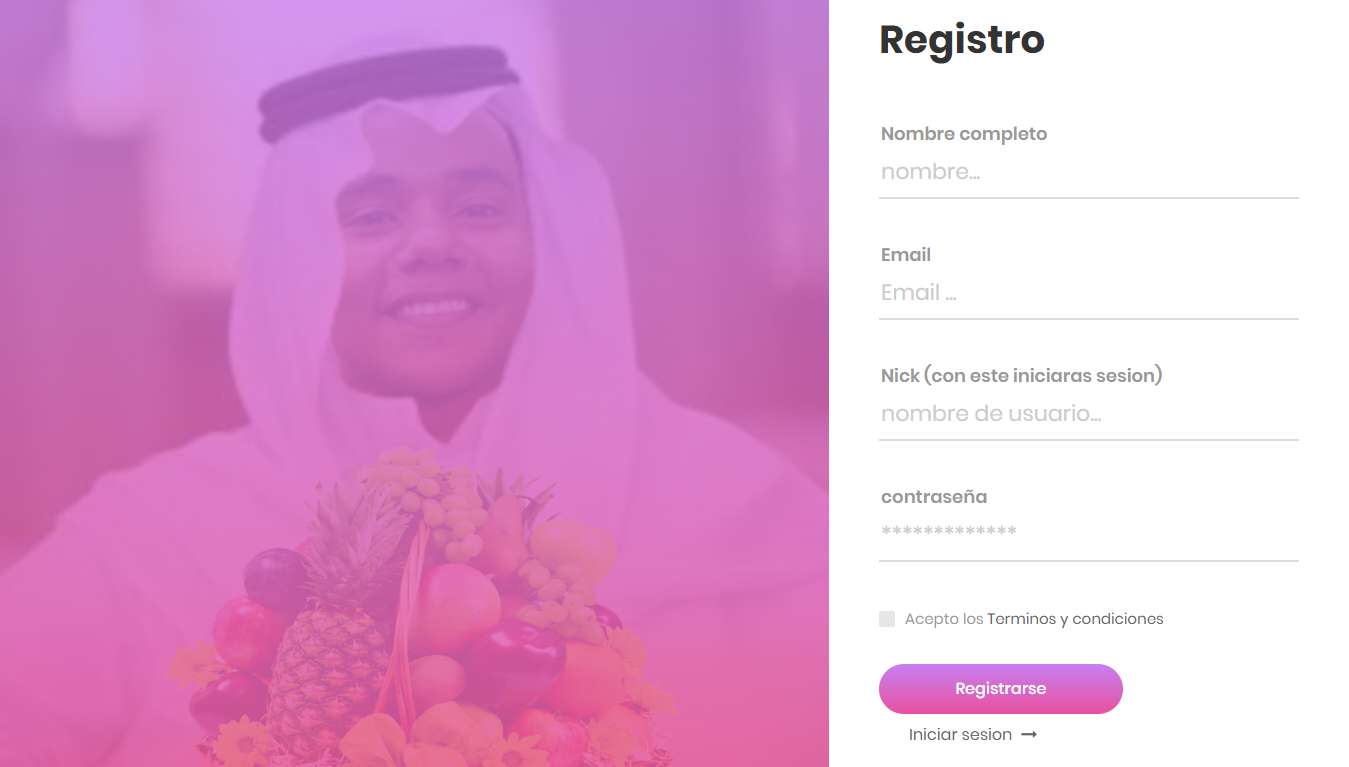 Registro
Nombre completo
nombre...
Email
Email ...
Nick (con este iniciaras sesion)
nombre de usuario...
contraseña
*************
Acepto los Terminos y condiciones
Registrarse
Iniciar sesion →